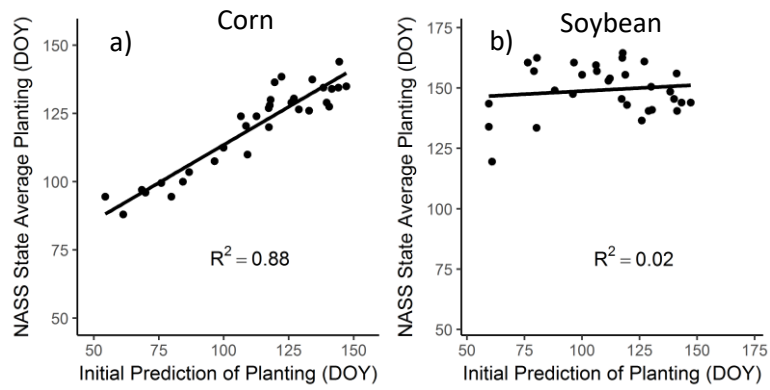 Corn
a)
NASS State Average Planting (DOY)
150
125
100
75
50
R² = 0.88
50 75 100 125 150
Initial Prediction of Planting (DOY)
Soybean
b)
NASS State Average Planting (DOY)
175
150
125
100
75
50
R² = 0.02
50 75 100 125 150 175
Initial Prediction of Planting (DOY)